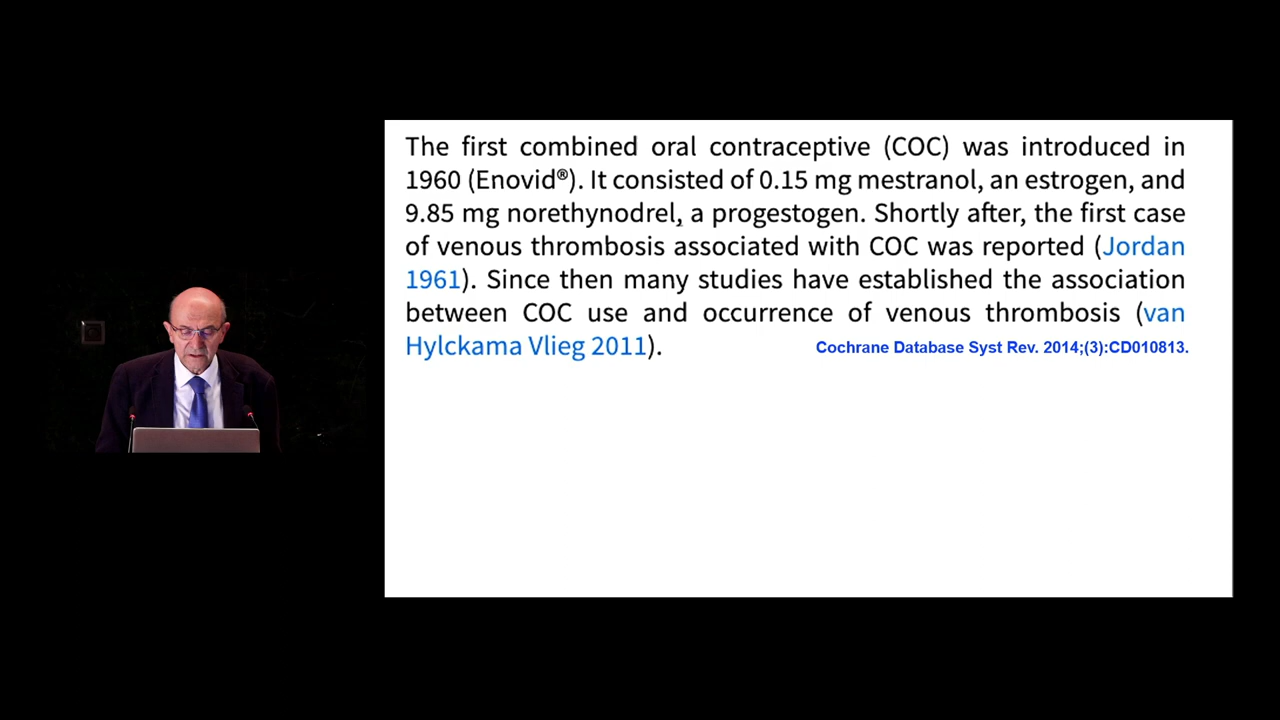 The first combined oral contraceptive (COC) was introduced in
1960 (Enovid®). It consisted of 0.15 mg mestranol, an estrogen, and
9.85 mg norethynodrel, a progestogen. Shortly after, the first case
of venous thrombosis associated with COC was reported (Jordan
1961). Since then many studies have established the association
between COC use and occurrence of venous thrombosis (van
Hylckama Vlieg 2011).
Cochrane Database Syst Rev. 2014;(3):CD010813.